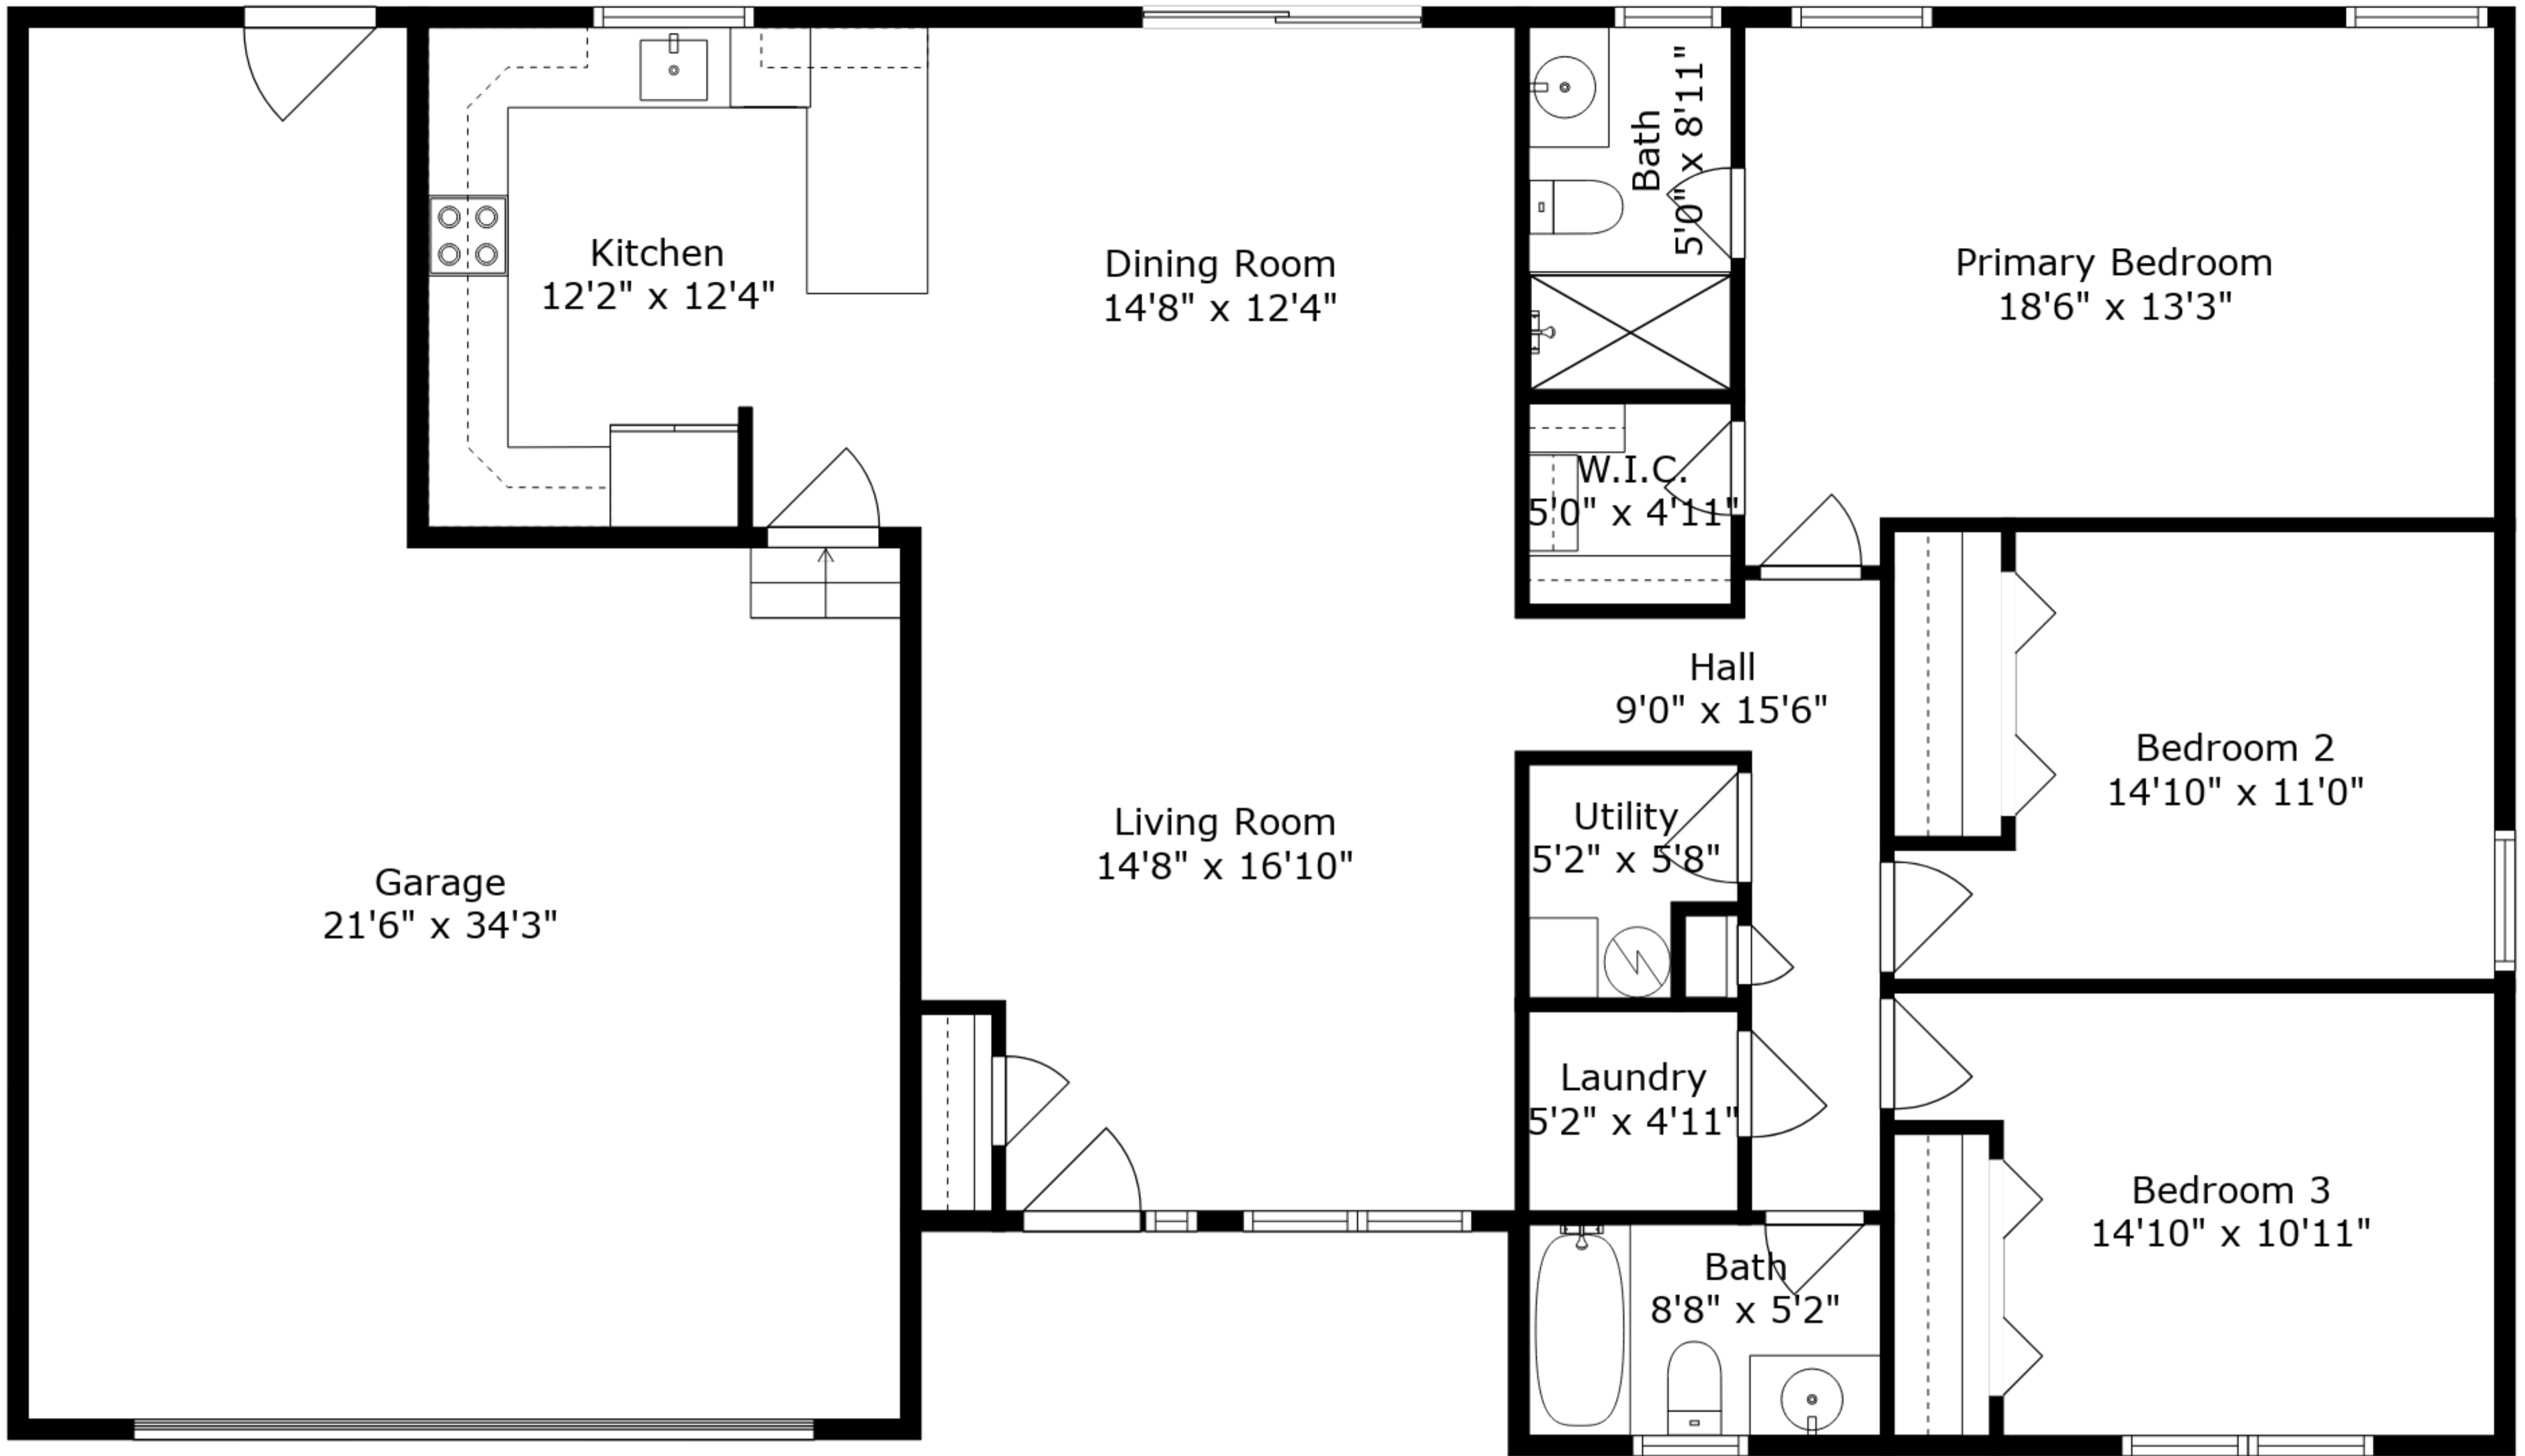 Kitchen
12'2" x 12'4"
Dining Room
14'8" x 12'4"
Bath
5'0" x 8'11"
Primary Bedroom
18'6" x 13'3"
W.I.C.
5'0" x 4'11"
Hall
9'0" x 15'6"
Bedroom 2
14'10" x 11'0"
Utility
5'2" x 5'8"
Living Room
14'8" x 16'10"
Garage
21'6" x 34'3"
Laundry
5'2" x 4'11"
Bedroom 3
14'10" x 10'11"
Bath
8'8" x 5'2"